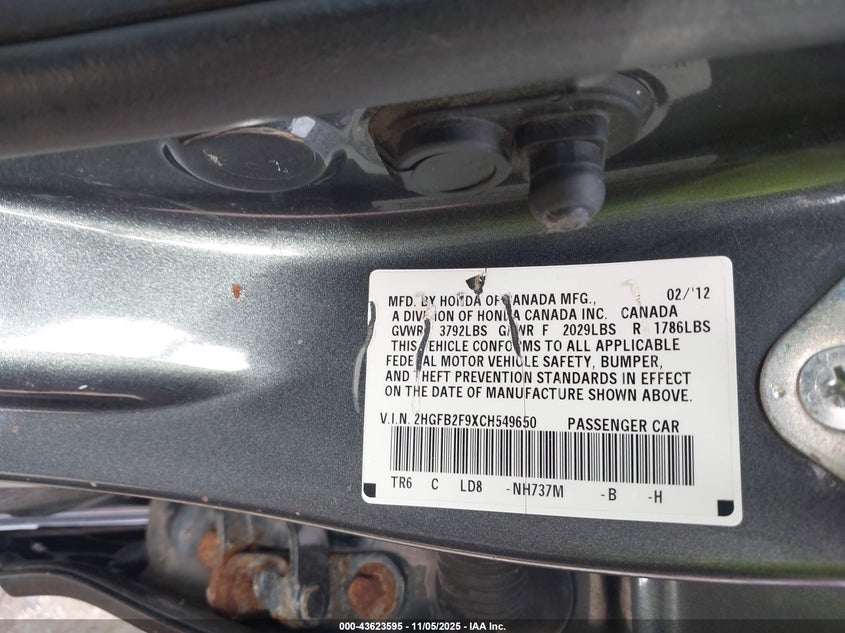 MFD. BY HONDA OF CANADA MFG., 02/'12
A DIVISION OF HONDA CANADA INC. CANADA
GVWR 3792LBS GAWR F 2029LBS R 1786LBS
THIS VEHICLE CONFORMS TO ALL APPLICABLE
FEDERAL MOTOR VEHICLE SAFETY, BUMPER,
AND THEFT PREVENTION STANDARDS IN EFFECT
ON THE DATE OF MANUFACTURE SHOWN ABOVE.
V.I.N. 2HGFB2F9XCH549650 PASSENGER CAR
TR6 C LD8 -NH737M -B -H
000-43623595 - 11/05/2025 - IAA Inc.